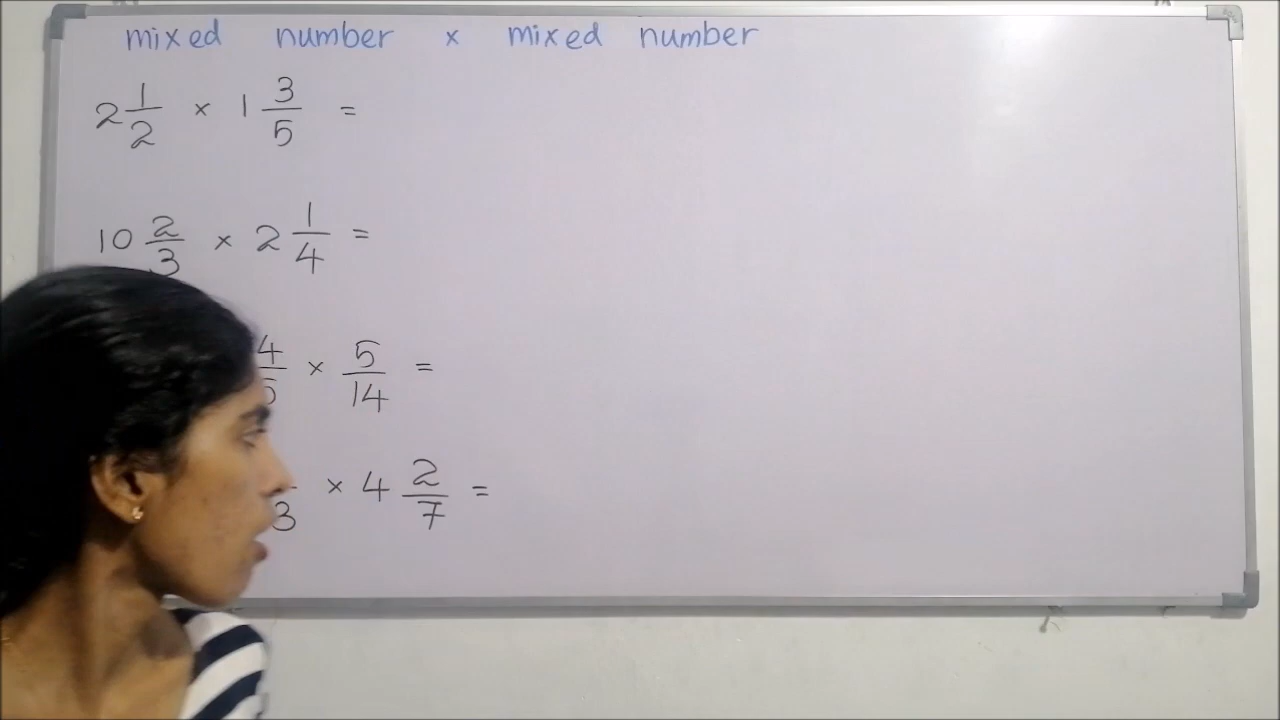 mixed number × mixed number
2 1/2 × 1 3/5 =
10 2/3 × 2 1/4 =
4/5 × 5/14 =
3 × 4 2/7 =